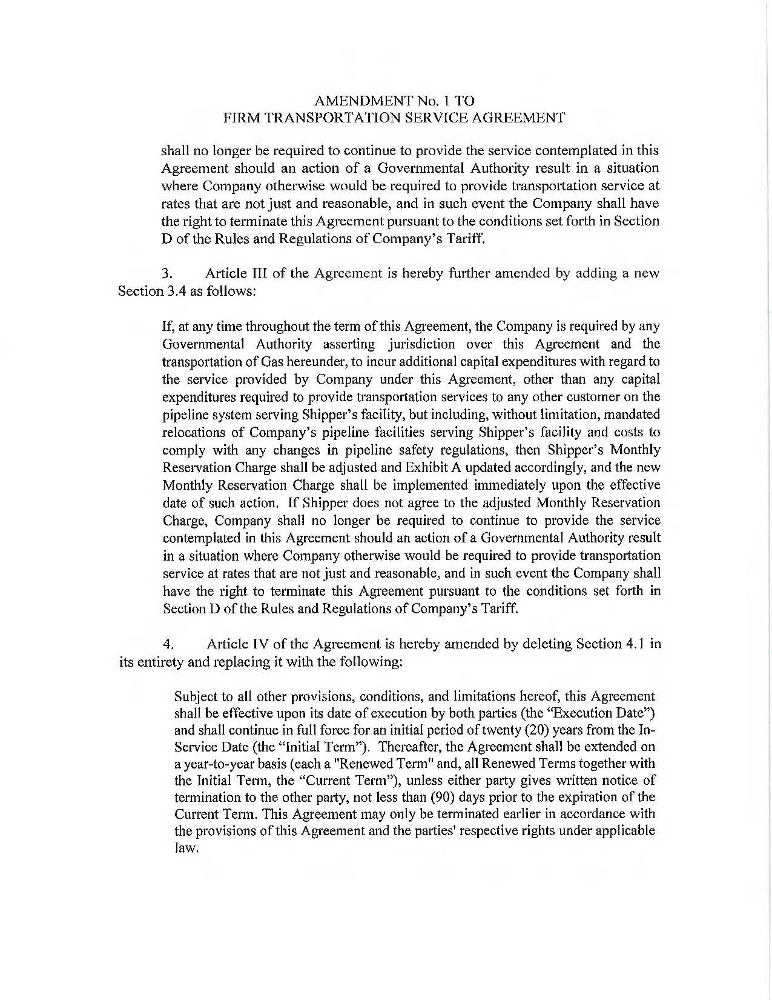 AMENDMENT No. 1 TO
FIRM TRANSPORTATION SERVICE AGREEMENT
shall no longer be required to continue to provide the service contemplated in this
Agreement should an action of a Governmental Authority result in a situation
where Company otherwise would be required to provide transportation service at
rates that are not just and reasonable, and in such event the Company shall have
the right to terminate this Agreement pursuant to the conditions set forth in Section
D of the Rules and Regulations of Company's Tariff.
3. Article III of the Agreement is hereby further amended by adding a new
Section 3.4 as follows:
If, at any time throughout the term of this Agreement, the Company is required by any
Governmental Authority asserting jurisdiction over this Agreement and the
transportation of Gas hereunder, to incur additional capital expenditures with regard to
the service provided by Company under this Agreement, other than any capital
expenditures required to provide transportation services to any other customer on the
pipeline system serving Shipper's facility, but including, without limitation, mandated
relocations of Company's pipeline facilities serving Shipper's facility and costs to
comply with any changes in pipeline safety regulations, then Shipper's Monthly
Reservation Charge shall be adjusted and Exhibit A updated accordingly, and the new
Monthly Reservation Charge shall be implemented immediately upon the effective
date of such action. If Shipper does not agree to the adjusted Monthly Reservation
Charge, Company shall no longer be required to continue to provide the service
contemplated in this Agreement should an action of a Governmental Authority result
in a situation where Company otherwise would be required to provide transportation
service at rates that are not just and reasonable, and in such event the Company shall
have the right to terminate this Agreement pursuant to the conditions set forth in
Section D of the Rules and Regulations of Company's Tariff.
4. Article IV of the Agreement is hereby amended by deleting Section 4.1 in
its entirety and replacing it with the following:
Subject to all other provisions, conditions, and limitations hereof, this Agreement
shall be effective upon its date of execution by both parties (the “Execution Date”)
and shall continue in full force for an initial period of twenty (20) years from the In-
Service Date (the “Initial Term”). Thereafter, the Agreement shall be extended on
a year-to-year basis (each a "Renewed Term" and, all Renewed Terms together with
the Initial Term, the “Current Term”), unless either party gives written notice of
termination to the other party, not less than (90) days prior to the expiration of the
Current Term. This Agreement may only be terminated earlier in accordance with
the provisions of this Agreement and the parties' respective rights under applicable
law.